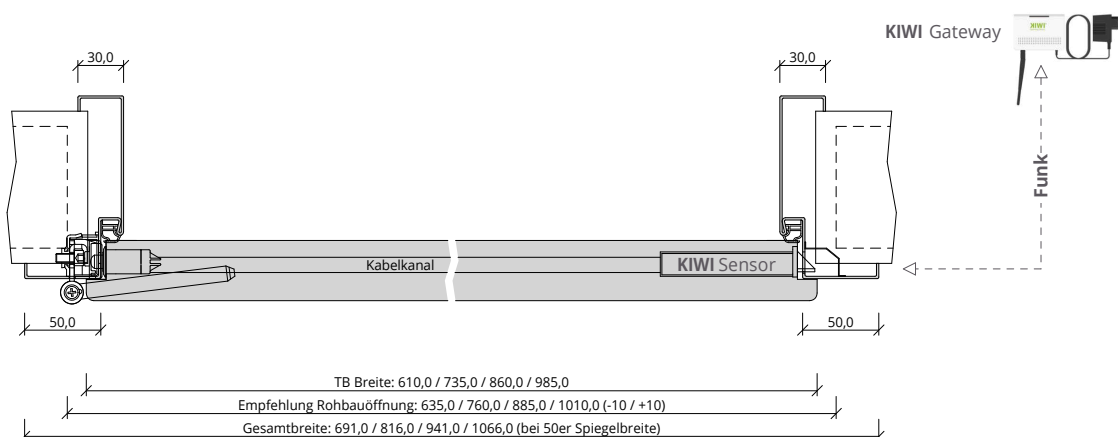 KIWI Gateway
KIWI
30,0
30,0
Funk
Kabelkanal
KIWI Sensor
50,0
50,0
TB Breite: 610,0 / 735,0 / 860,0 / 985,0
Empfehlung Rohbauöffnung: 635,0 / 760,0 / 885,0 / 1010,0 (-10 / +10)
Gesamtbreite: 691,0 / 816,0 / 941,0 / 1066,0 (bei 50er Spiegelbreite)